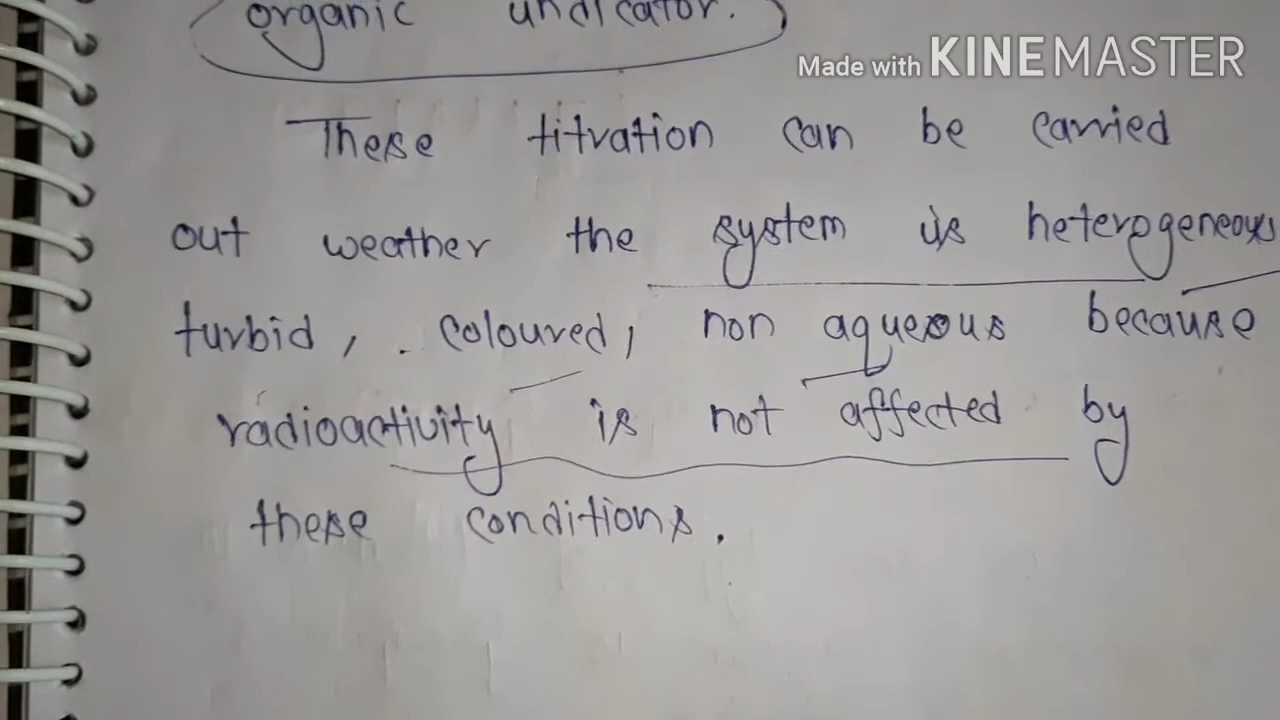 organic indicator.
Made with KINEMASTER
These titration can be carried
out weather the system is heterogeneous
turbid, . coloured, non aqueous because
radioactivity is not affected by
these conditions.